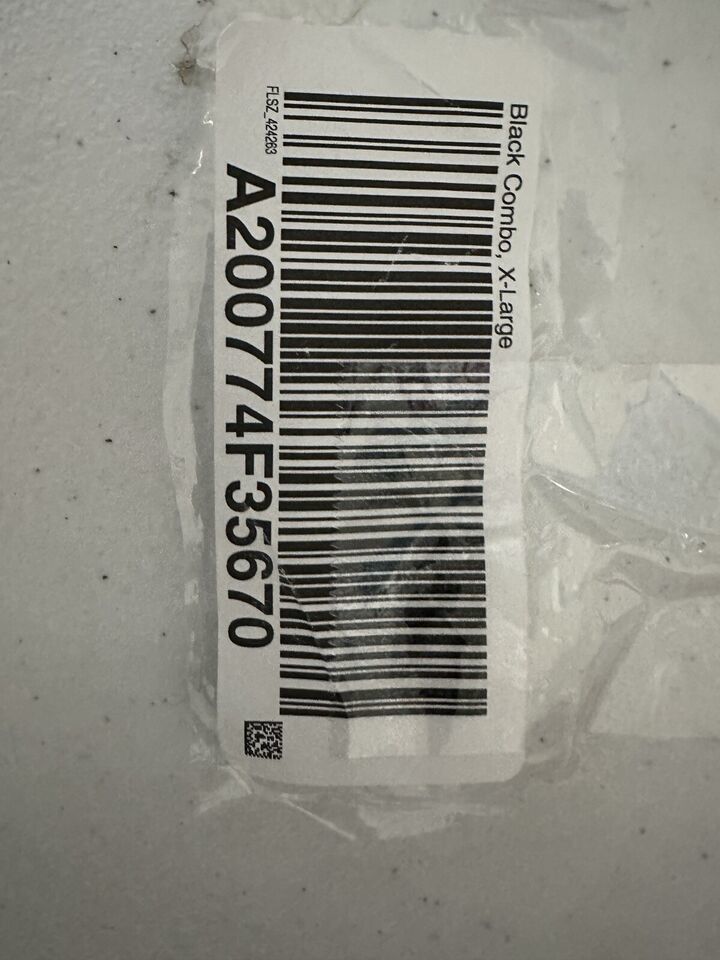 Black Combo, X-Large
FLSZ_424263
A200774F35670